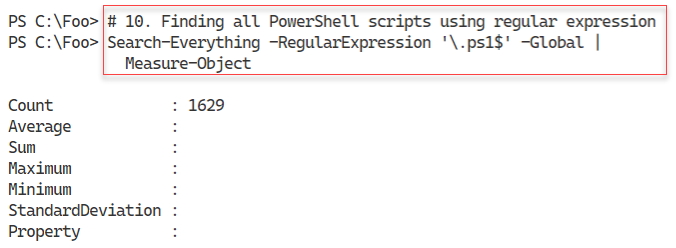 PS C:\Foo> # 10. Finding all PowerShell scripts using regular expression
PS C:\Foo> Search-Everything -RegularExpression '\.ps1$' -Global |
Measure-Object
Count : 1629
Average :
Sum :
Maximum :
Minimum :
StandardDeviation :
Property :